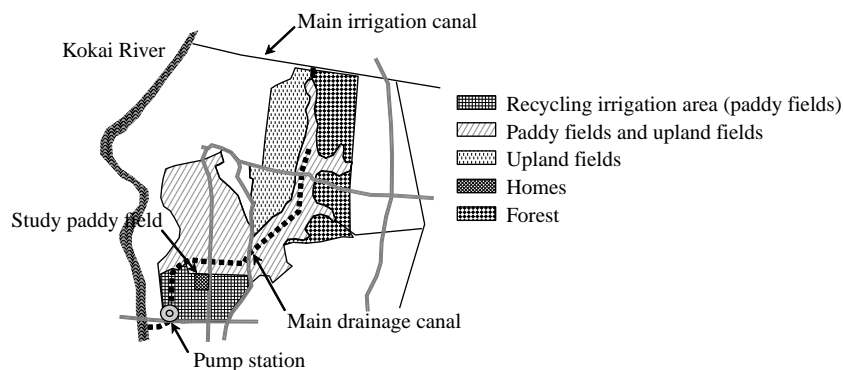 Main irrigation canal
Kokai River
Recycling irrigation area (paddy fields)
Paddy fields and upland fields
Upland fields
Homes
Forest
Study paddy field
Main drainage canal
Pump station